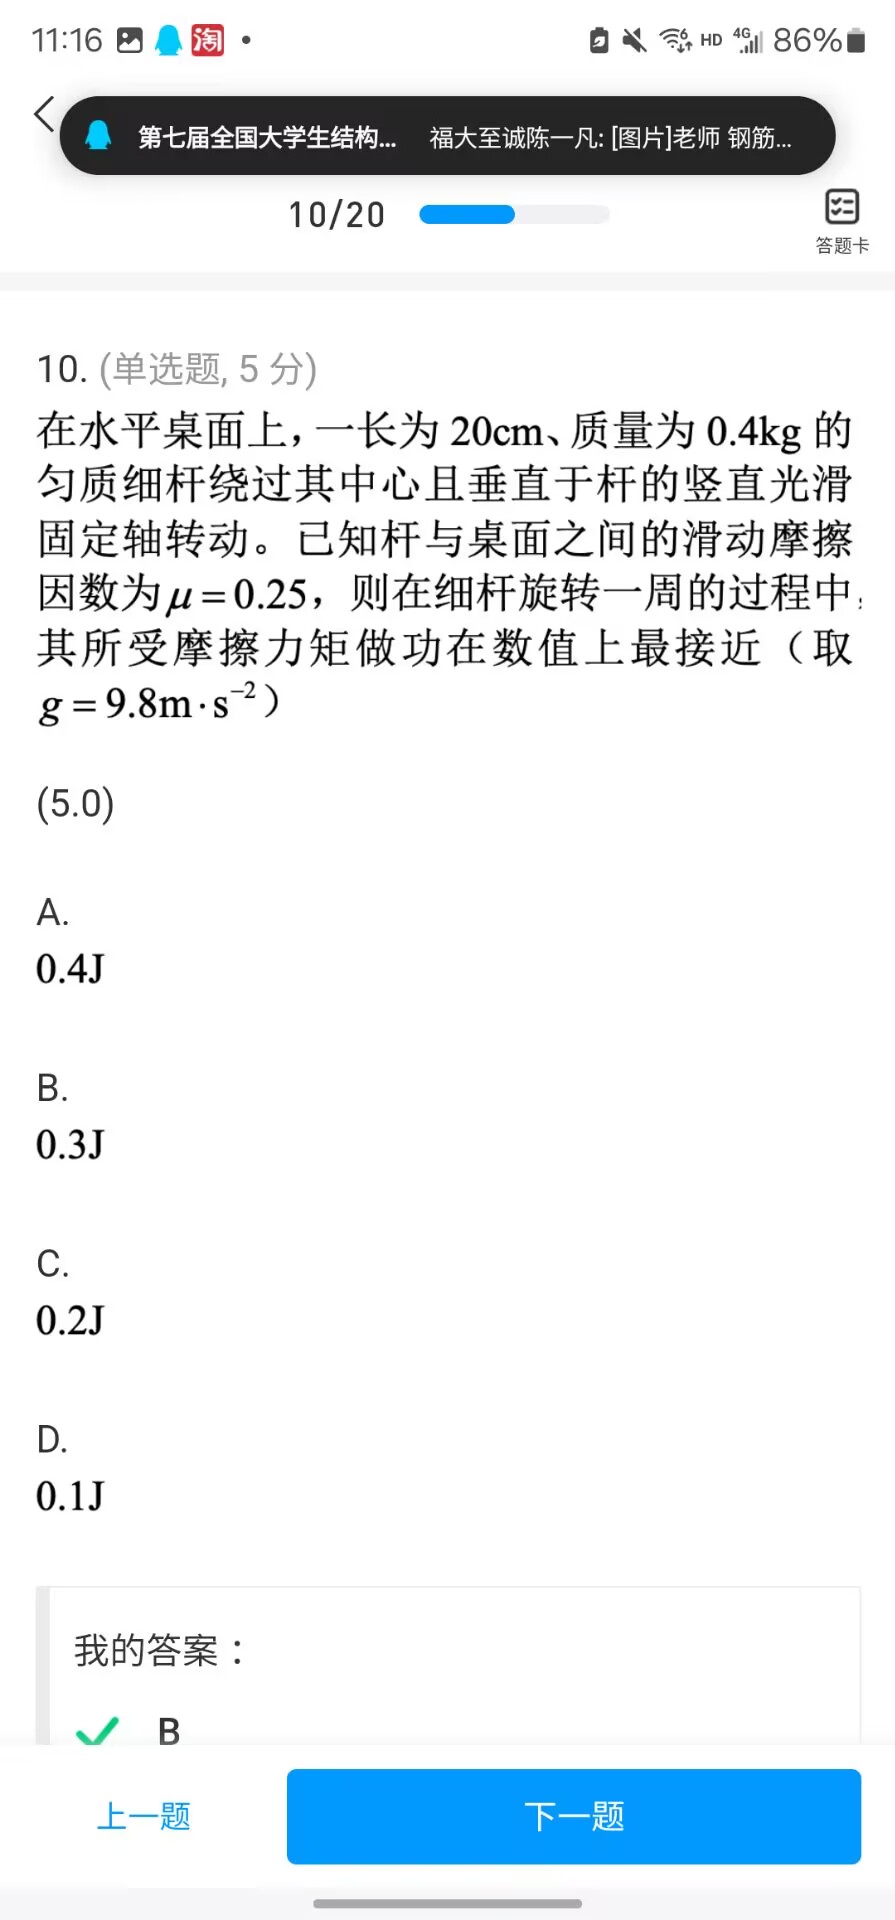 11:16 淘 HD 4G 86%
第七届全国大学生结构... 福大至诚陈一凡: [图片]老师 钢筋...
10/20
答题卡
10. (单选题, 5 分)
在水平桌面上，一长为 20cm、质量为 0.4kg 的
匀质细杆绕过其中心且垂直于杆的竖直光滑
固定轴转动。已知杆与桌面之间的滑动摩擦
因数为 μ = 0.25，则在细杆旋转一周的过程中，
其所受摩擦力矩做功在数值上最接近（取
g = 9.8m·s⁻²）
(5.0)
A.
0.4J
B.
0.3J
C.
0.2J
D.
0.1J
我的答案：
B
上一题 下一题